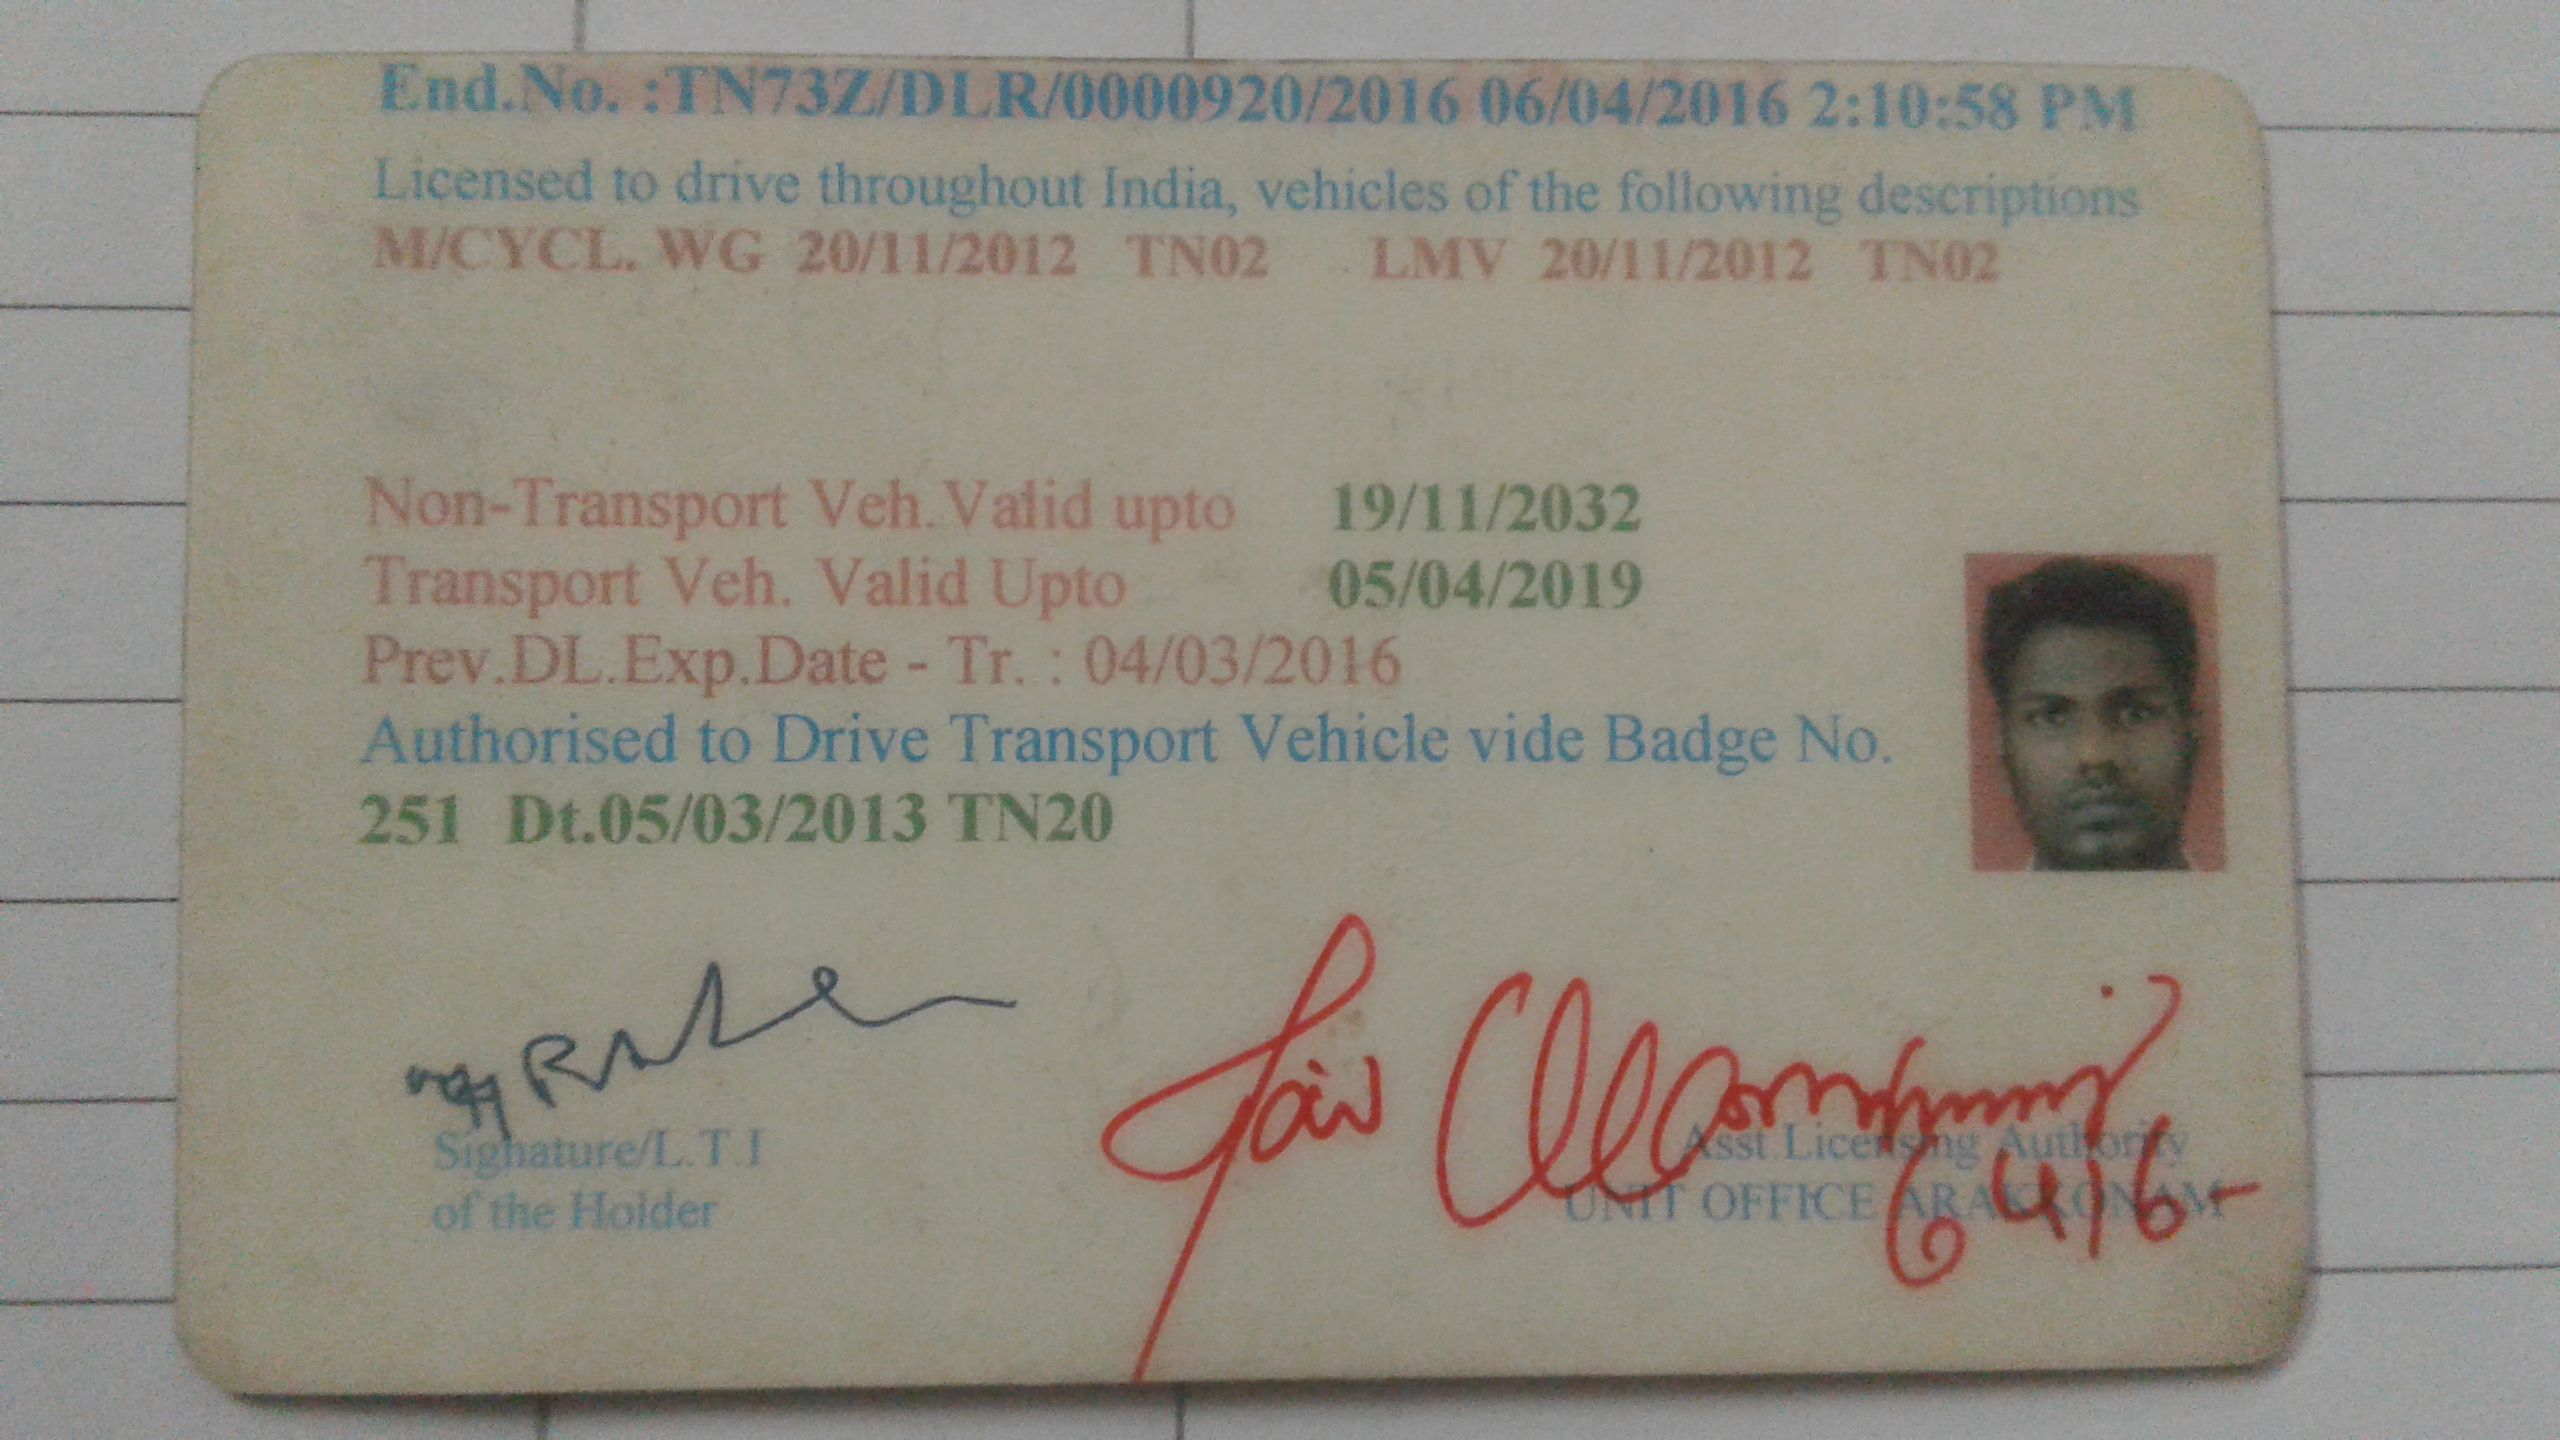 End.No. :TN73Z/DLR/0000920/2016 06/04/2016 2:10:58 PM
Licensed to drive throughout India, vehicles of the following descriptions
M/CYCL. WG 20/11/2012 TN02 LMV 20/11/2012 TN02
Non-Transport Veh.Valid upto 19/11/2032
Transport Veh. Valid Upto 05/04/2019
Prev.DL.Exp.Date - Tr. : 04/03/2016
Authorised to Drive Transport Vehicle vide Badge No.
251 Dt.05/03/2013 TN20
Signature/L.T.I
of the Holder
Asst.Licensing Authority
UNIT OFFICE ARAKKONAM
6416-